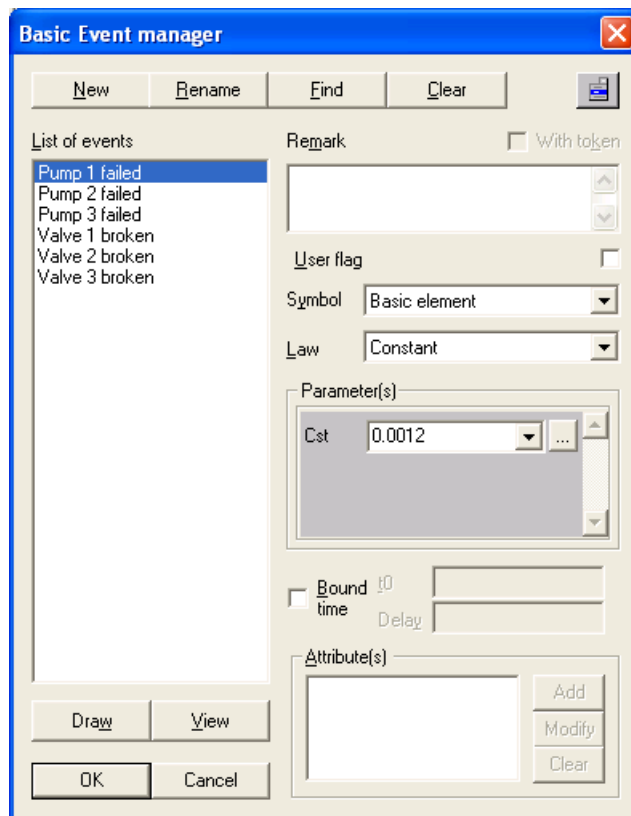 Basic Event manager
New Rename Find Clear
List of events
Pump 1 failed
Pump 2 failed
Pump 3 failed
Valve 1 broken
Valve 2 broken
Valve 3 broken
Draw View
OK Cancel
Remark With token
User flag
Symbol Basic element
Law Constant
Parameter(s)
Cst 0.0012 ...
Bound time t0
Delay
Attribute(s)
Add
Modify
Clear